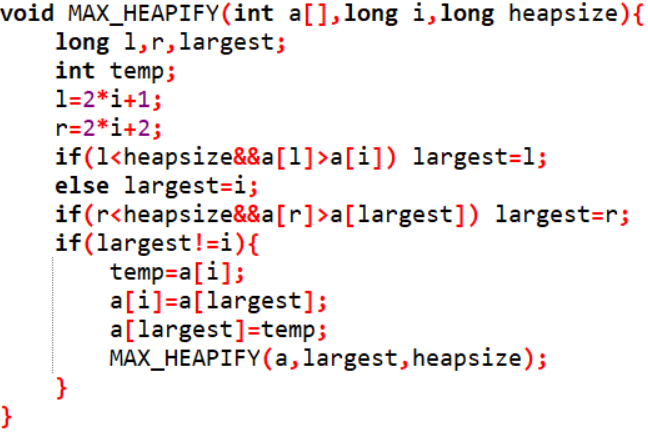 void MAX_HEAPIFY(int a[],long i,long heapsize){
    long l,r,largest;
    int temp;
    l=2*i+1;
    r=2*i+2;
    if(l<heapsize&&a[l]>a[i]) largest=l;
    else largest=i;
    if(r<heapsize&&a[r]>a[largest]) largest=r;
    if(largest!=i){
        temp=a[i];
        a[i]=a[largest];
        a[largest]=temp;
        MAX_HEAPIFY(a,largest,heapsize);
    }
}